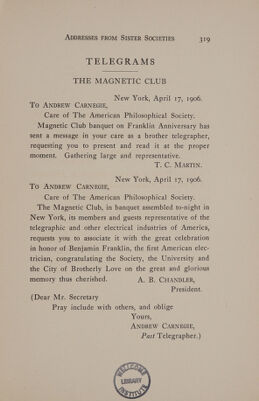 ADDRESSES FROM SISTER SOCIETIES 319
TELEGRAMS
THE MAGNETIC CLUB
New York, April 17, 1906.
TO ANDREW CARNEGIE,
Care of The American Philosophical Society.
Magnetic Club banquet on Franklin Anniversary has
sent a message in your care as a brother telegrapher,
requesting you to present and read it at the proper
moment. Gathering large and representative.
T. C. MARTIN.
New York, April 17, 1906.
TO ANDREW CARNEGIE,
Care of The American Philosophical Society.
The Magnetic Club, in banquet assembled to-night in
New York, its members and guests representative of the
telegraphic and other electrical industries of America,
requests you to associate it with the great celebration
in honor of Benjamin Franklin, the first American elec-
trician, congratulating the Society, the University and
the City of Brotherly Love on the great and glorious
memory thus cherished. A. B. CHANDLER,
President.
(Dear Mr. Secretary
Pray include with others, and oblige
Yours,
ANDREW CARNEGIE,
Past Telegrapher.)
WELLCOME
LIBRARY
INSTITUTE